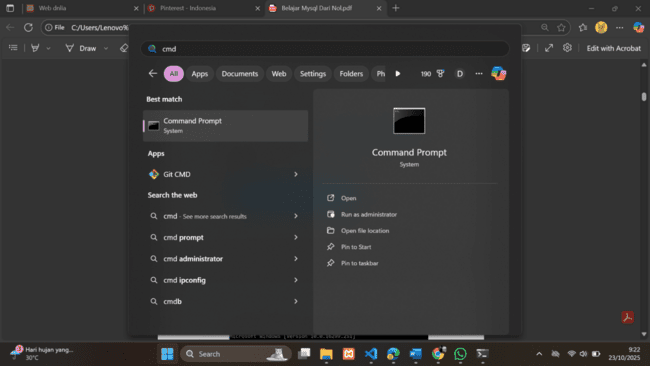 Web dnila
Pinterest - Indonesia
Belajar Mysql Dari Nol.pdf
File
C:/Users/Lenovo%
Draw
Edit with Acrobat
cmd
All
Apps
Documents
Web
Settings
Folders
Ph
190
D
Best match
Command Prompt
System
Apps
Git CMD
Search the web
cmd - See more search results
cmd prompt
cmd administrator
cmd ipconfig
cmdb
Command Prompt
System
Open
Run as administrator
Open file location
Pin to Start
Pin to taskbar
Hari hujan yang...
30°C
Search
9:22
23/10/2025